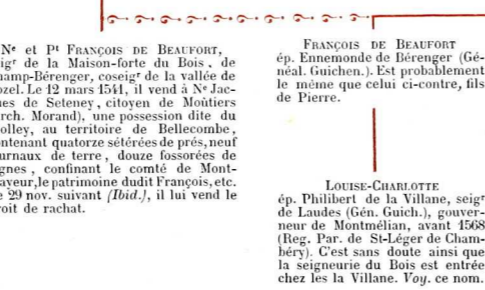 Ne et Pt FRANÇOIS DE BEAUFORT,
eigr de la Maison-forte du Bois, de
hamp-Bérenger, coseigr de la vallée de
ozel. Le 12 mars 1541, il vend à Ne Jac-
ues de Seteney, citoyen de Moûtiers
arch. Morand), une possession dite du
olley, au territoire de Bellecombe,
ntenant quatorze sétérées de prés, neuf
urnaux de terre, douze fossorées de
gnes, confinant le comté de Mont-
ayeur, le patrimoine dudit François, etc.
e 29 nov. suivant (Ibid.), il lui vend le
roit de rachat.
FRANÇOIS DE BEAUFORT
ép. Ennemonde de Bérenger (Gé-
néal. Guichen.). Est probablement
le même que celui ci-contre, fils
de Pierre.
LOUISE-CHARLOTTE
ép. Philibert de la Villane, seigr
de Laudes (Gén. Guich.), gouver-
neur de Montmélian, avant 1568
(Reg. Par. de St-Léger de Cham-
béry). C'est sans doute ainsi que
la seigneurie du Bois est entrée
chez les la Villane. Voy. ce nom.